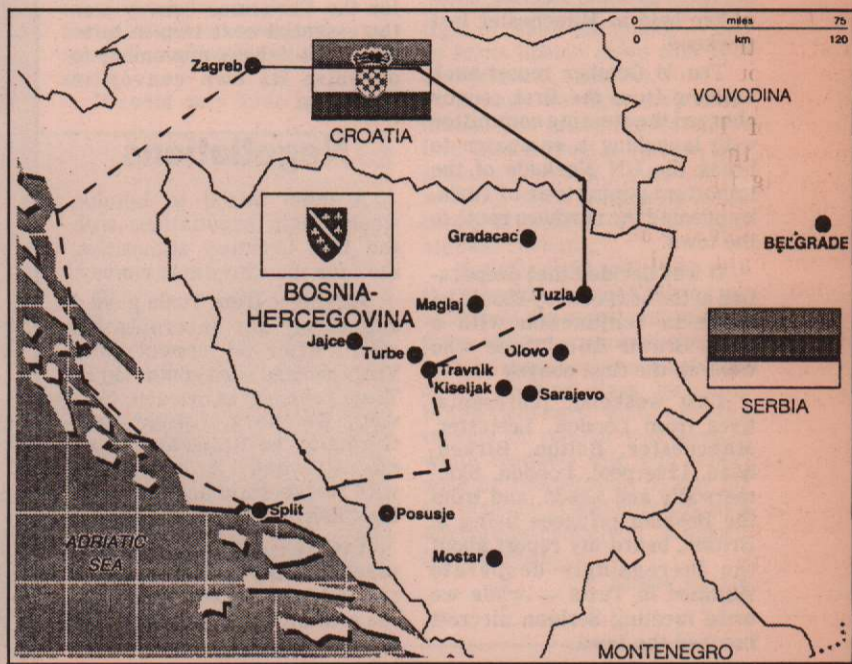 0 miles 75
km 120
Zagreb
VOJVODINA
CROATIA
Gradacac
BELGRADE
BOSNIA-
HERCEGOVINA
Tuzla
Maglaj
Jajce
Turbe
Olovo
Travnik
Kiseljak
Sarajevo
SERBIA
Split
Posusje
ADRIATIC
SEA
Mostar
MONTENEGRO